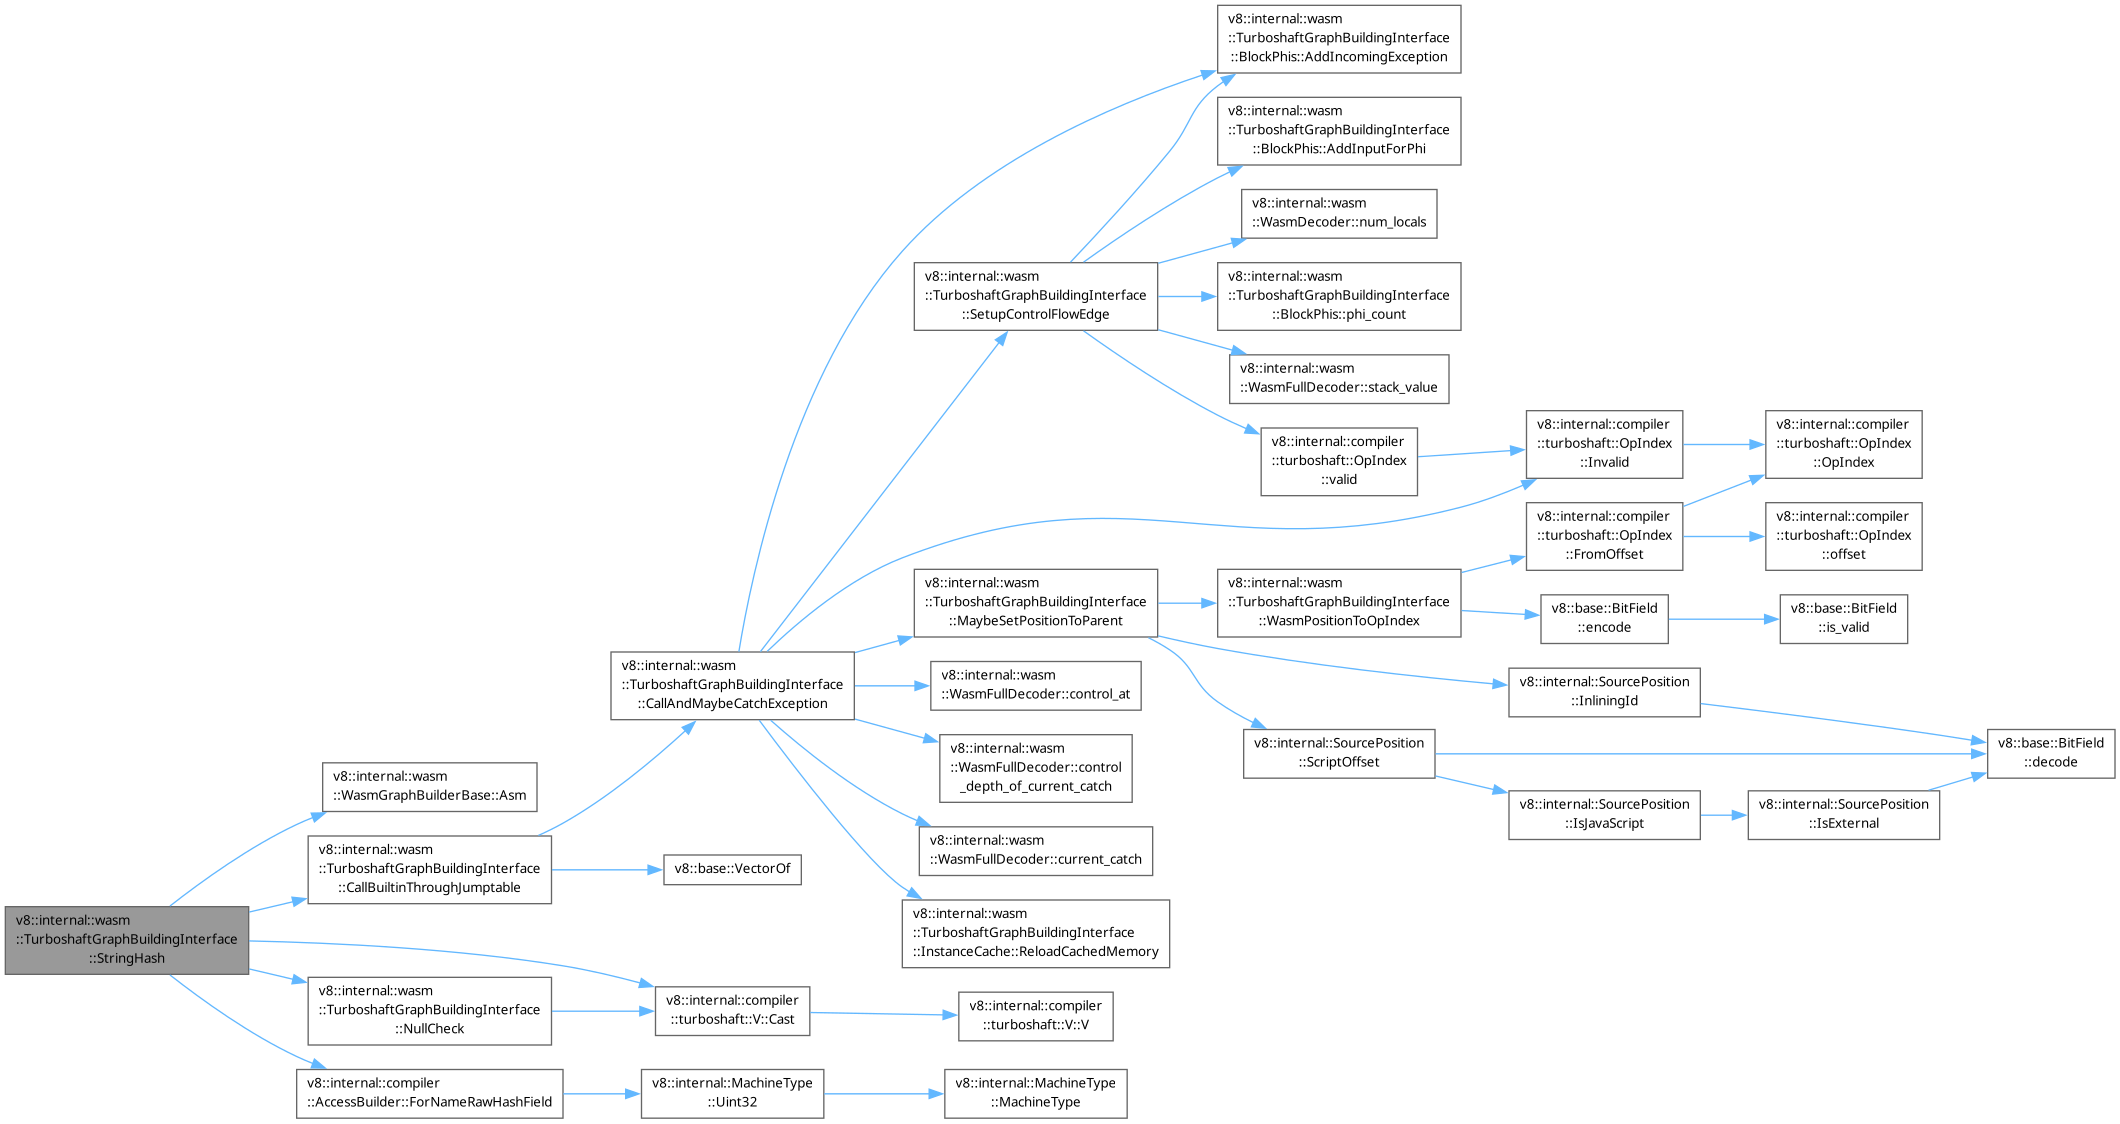 v8::internal::wasm
::TurboshaftGraphBuildingInterface
::StringHash
v8::internal::wasm
::WasmGraphBuilderBase::Asm
v8::internal::wasm
::TurboshaftGraphBuildingInterface
::CallBuiltinThroughJumptable
v8::internal::wasm
::TurboshaftGraphBuildingInterface
::NullCheck
v8::internal::compiler
::AccessBuilder::ForNameRawHashField
v8::internal::wasm
::TurboshaftGraphBuildingInterface
::CallAndMaybeCatchException
v8::base::VectorOf
v8::internal::compiler
::turboshaft::V::Cast
v8::internal::MachineType
::Uint32
v8::internal::wasm
::TurboshaftGraphBuildingInterface
::SetupControlFlowEdge
v8::internal::wasm
::TurboshaftGraphBuildingInterface
::MaybeSetPositionToParent
v8::internal::wasm
::WasmFullDecoder::control_at
v8::internal::wasm
::WasmFullDecoder::control
_depth_of_current_catch
v8::internal::wasm
::WasmFullDecoder::current_catch
v8::internal::wasm
::TurboshaftGraphBuildingInterface
::InstanceCache::ReloadCachedMemory
v8::internal::compiler
::turboshaft::V::V
v8::internal::MachineType
::MachineType
v8::internal::wasm
::TurboshaftGraphBuildingInterface
::BlockPhis::AddIncomingException
v8::internal::wasm
::TurboshaftGraphBuildingInterface
::BlockPhis::AddInputForPhi
v8::internal::wasm
::WasmDecoder::num_locals
v8::internal::wasm
::TurboshaftGraphBuildingInterface
::BlockPhis::phi_count
v8::internal::wasm
::WasmFullDecoder::stack_value
v8::internal::compiler
::turboshaft::OpIndex
::valid
v8::internal::wasm
::TurboshaftGraphBuildingInterface
::WasmPositionToOpIndex
v8::internal::SourcePosition
::ScriptOffset
v8::internal::compiler
::turboshaft::OpIndex
::Invalid
v8::internal::compiler
::turboshaft::OpIndex
::FromOffset
v8::base::BitField
::encode
v8::internal::SourcePosition
::InliningId
v8::internal::SourcePosition
::IsJavaScript
v8::internal::compiler
::turboshaft::OpIndex
::OpIndex
v8::internal::compiler
::turboshaft::OpIndex
::offset
v8::base::BitField
::is_valid
v8::internal::SourcePosition
::IsExternal
v8::base::BitField
::decode